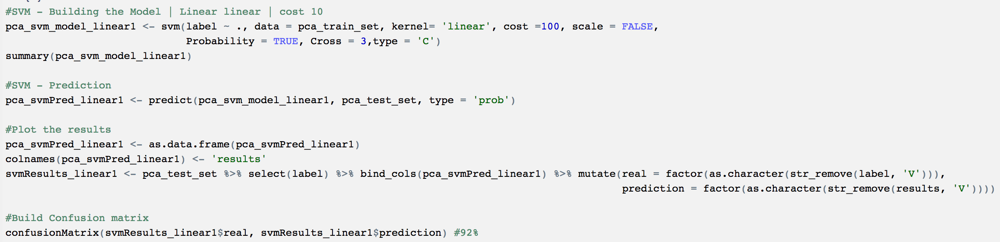 #SVM – Building the Model | Linear linear | cost 10
pca_svm_model_linear1 <- svm(label ~ ., data = pca_train_set, kernel= 'linear', cost =100, scale = FALSE,
Probability = TRUE, Cross = 3,type = 'C')
summary(pca_svm_model_linear1)
#SVM – Prediction
pca_svmPred_linear1 <- predict(pca_svm_model_linear1, pca_test_set, type = 'prob')
#Plot the results
pca_svmPred_linear1 <- as.data.frame(pca_svmPred_linear1)
colnames(pca_svmPred_linear1) <- 'results'
svmResults_linear1 <- pca_test_set %>% select(label) %>% bind_cols(pca_svmPred_linear1) %>% mutate(real = factor(as.character(str_remove(label, 'V'))),
prediction = factor(as.character(str_remove(results, 'V'))))
#Build Confusion matrix
confusionMatrix(svmResults_linear1$real, svmResults_linear1$prediction) #92%